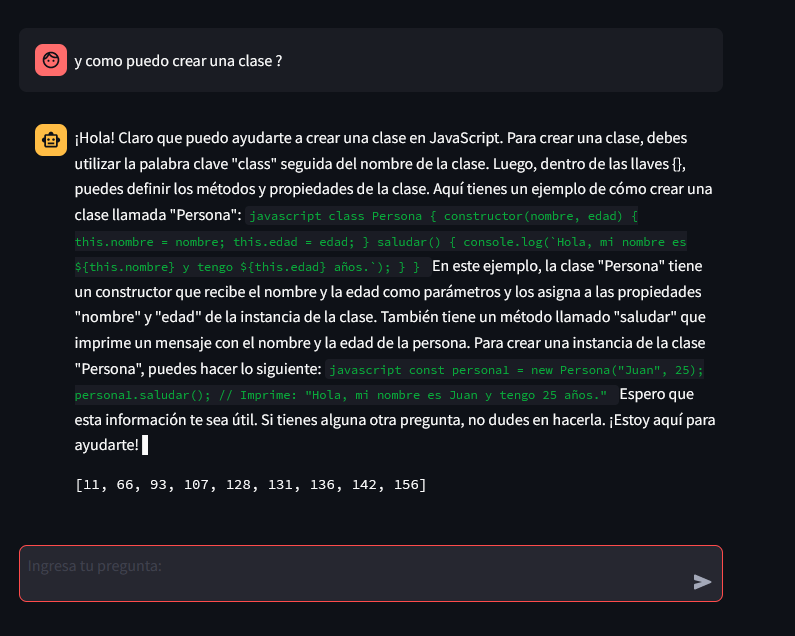 y como puedo crear una clase ?
¡Hola! Claro que puedo ayudarte a crear una clase en JavaScript. Para crear una clase, debes
utilizar la palabra clave "class" seguida del nombre de la clase. Luego, dentro de las llaves {},
puedes definir los métodos y propiedades de la clase. Aquí tienes un ejemplo de cómo crear una
clase llamada "Persona": javascript class Persona { constructor(nombre, edad) {
this.nombre = nombre; this.edad = edad; } saludar() { console.log(`Hola, mi nombre es
${this.nombre} y tengo ${this.edad} años.`); } } En este ejemplo, la clase "Persona" tiene
un constructor que recibe el nombre y la edad como parámetros y los asigna a las propiedades
"nombre" y "edad" de la instancia de la clase. También tiene un método llamado "saludar" que
imprime un mensaje con el nombre y la edad de la persona. Para crear una instancia de la clase
"Persona", puedes hacer lo siguiente: javascript const persona1 = new Persona("Juan", 25);
persona1.saludar(); // Imprime: "Hola, mi nombre es Juan y tengo 25 años." Espero que
esta información te sea útil. Si tienes alguna otra pregunta, no dudes en hacerla. ¡Estoy aquí para
ayudarte!
[11, 66, 93, 107, 128, 131, 136, 142, 156]
Ingresa tu pregunta: